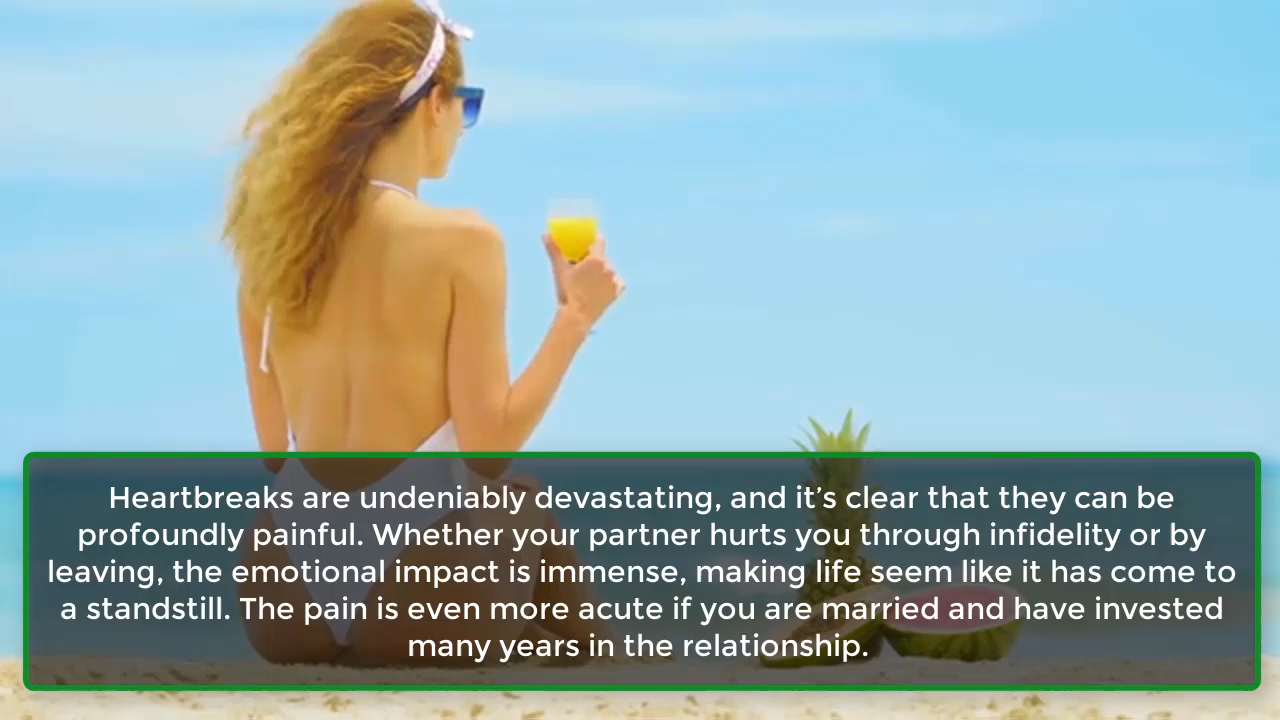 Heartbreaks are undeniably devastating, and it’s clear that they can be
profoundly painful. Whether your partner hurts you through infidelity or by
leaving, the emotional impact is immense, making life seem like it has come to
a standstill. The pain is even more acute if you are married and have invested
many years in the relationship.